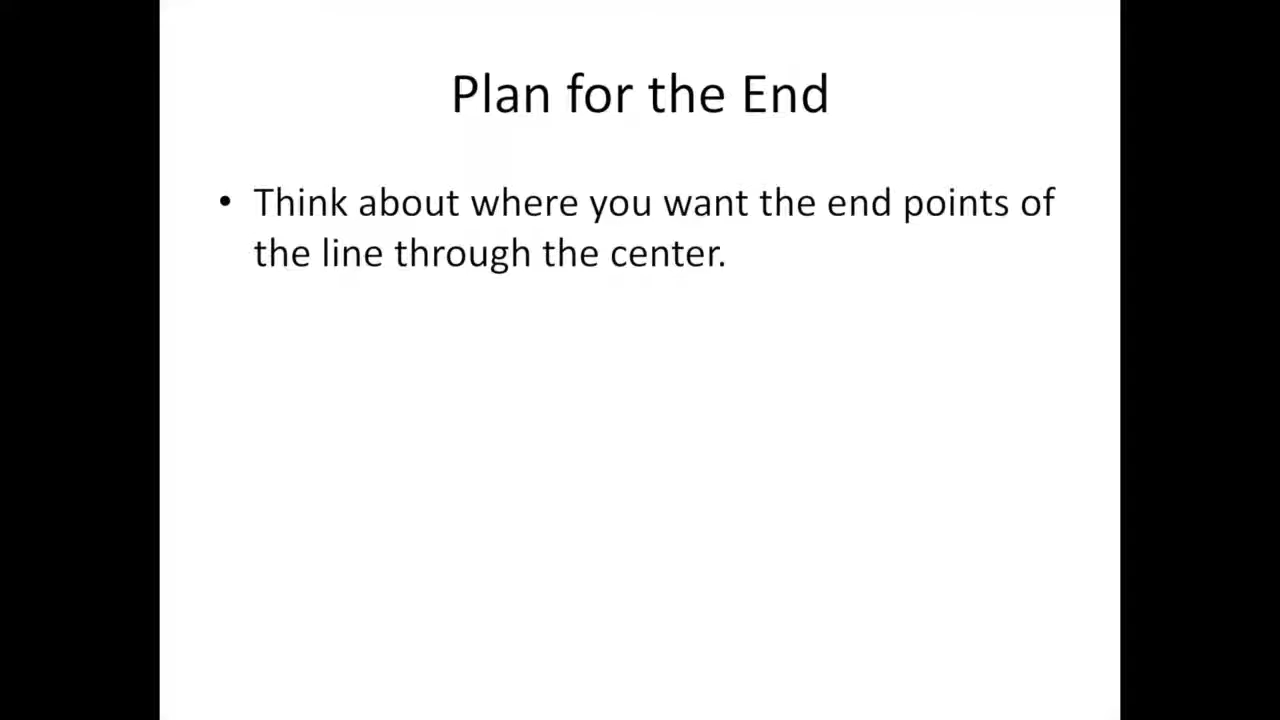 Plan for the End
• Think about where you want the end points of
the line through the center.